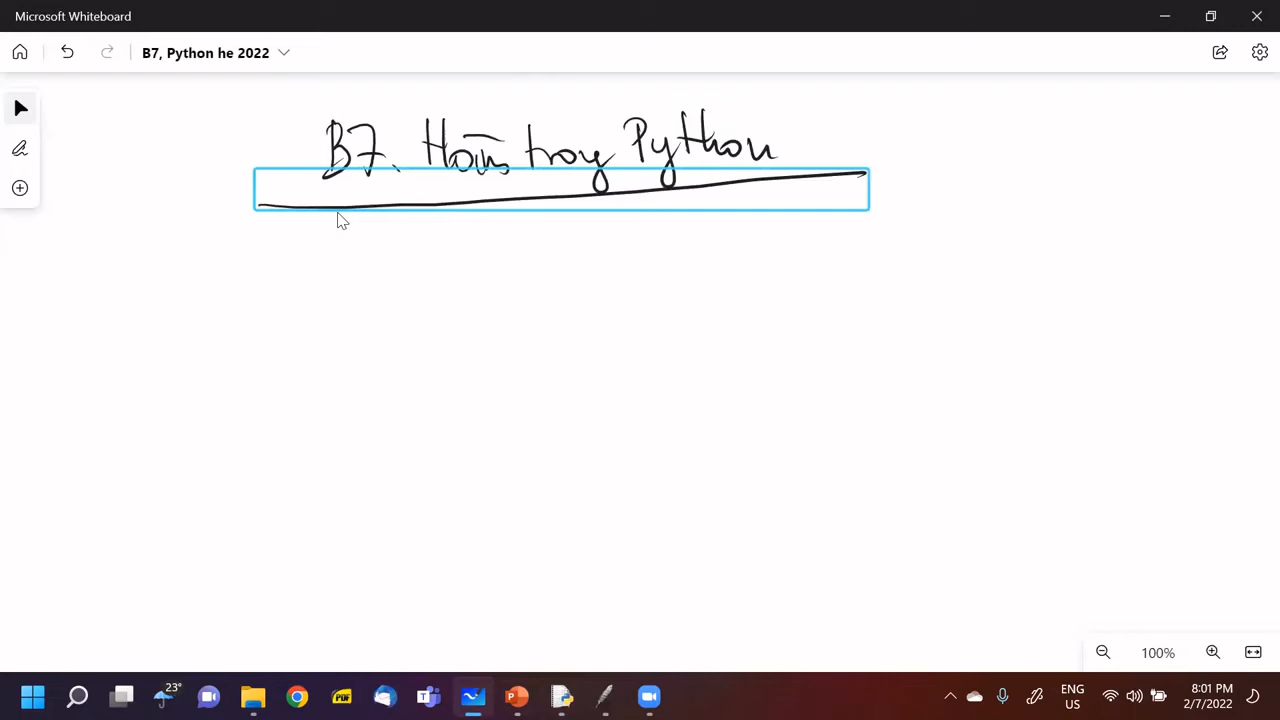 Microsoft Whiteboard
B7, Python he 2022
B7. Hàm trong Python
100%
23°
PDF
ENG
US
8:01 PM
2/7/2022